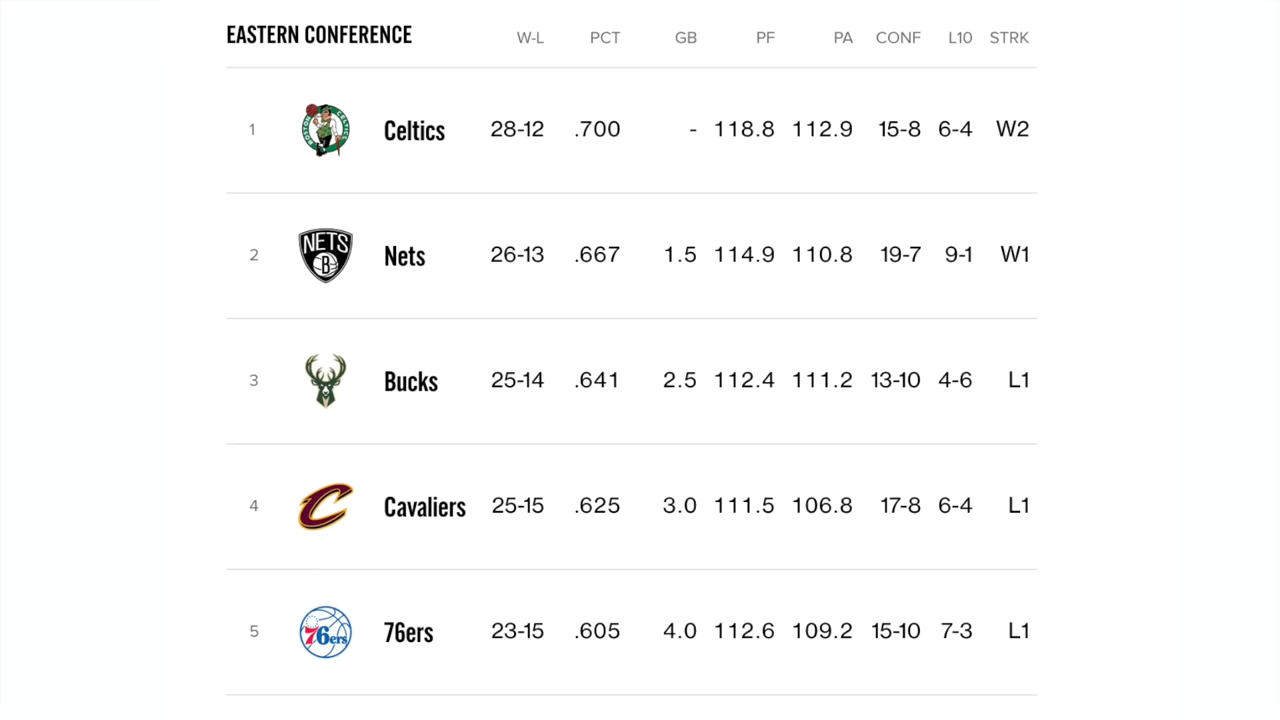 EASTERN CONFERENCE W-L PCT GB PF PA CONF L10 STRK
1 BOSTON CELTICS Celtics 28-12 .700 - 118.8 112.9 15-8 6-4 W2
2 NETS B Nets 26-13 .667 1.5 114.9 110.8 19-7 9-1 W1
3 Bucks 25-14 .641 2.5 112.4 111.2 13-10 4-6 L1
4 C Cavaliers 25-15 .625 3.0 111.5 106.8 17-8 6-4 L1
5 76ers 76ers 23-15 .605 4.0 112.6 109.2 15-10 7-3 L1